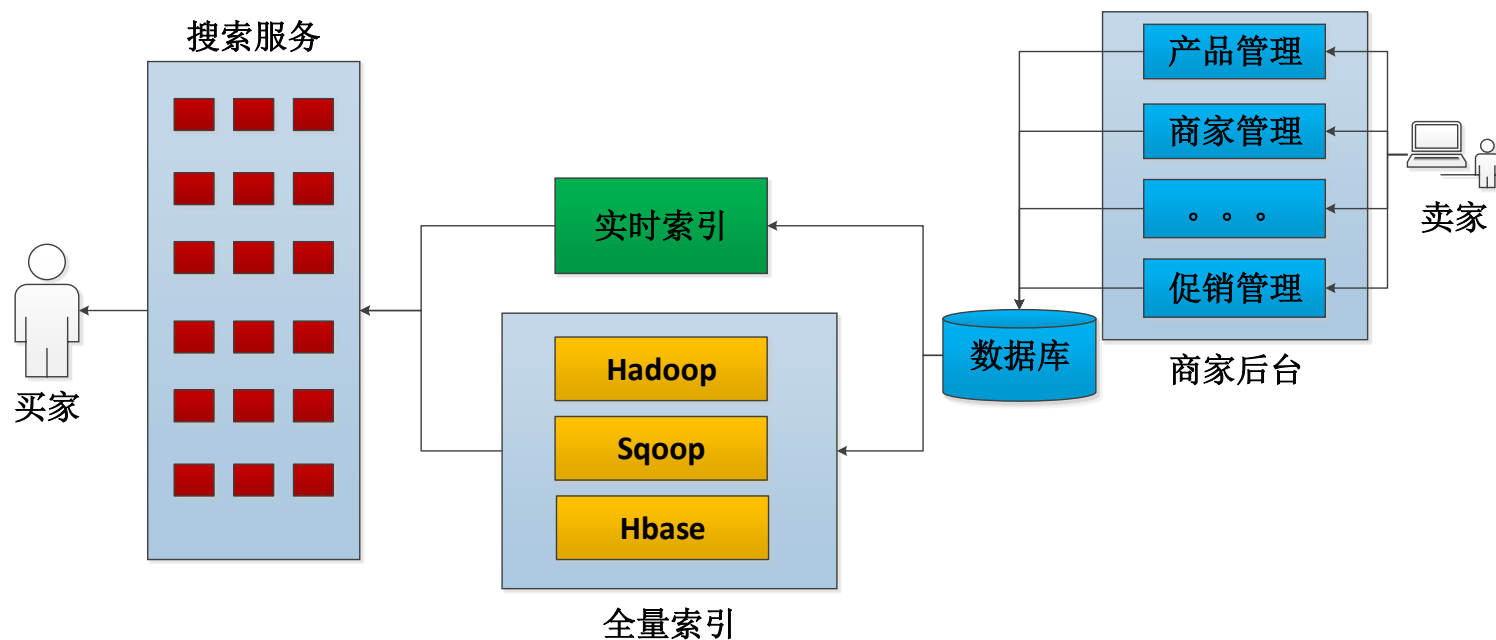 搜索服务
买家
实时索引
Hadoop
Sqoop
Hbase
全量索引
数据库
产品管理
商家管理
。。。
促销管理
商家后台
卖家